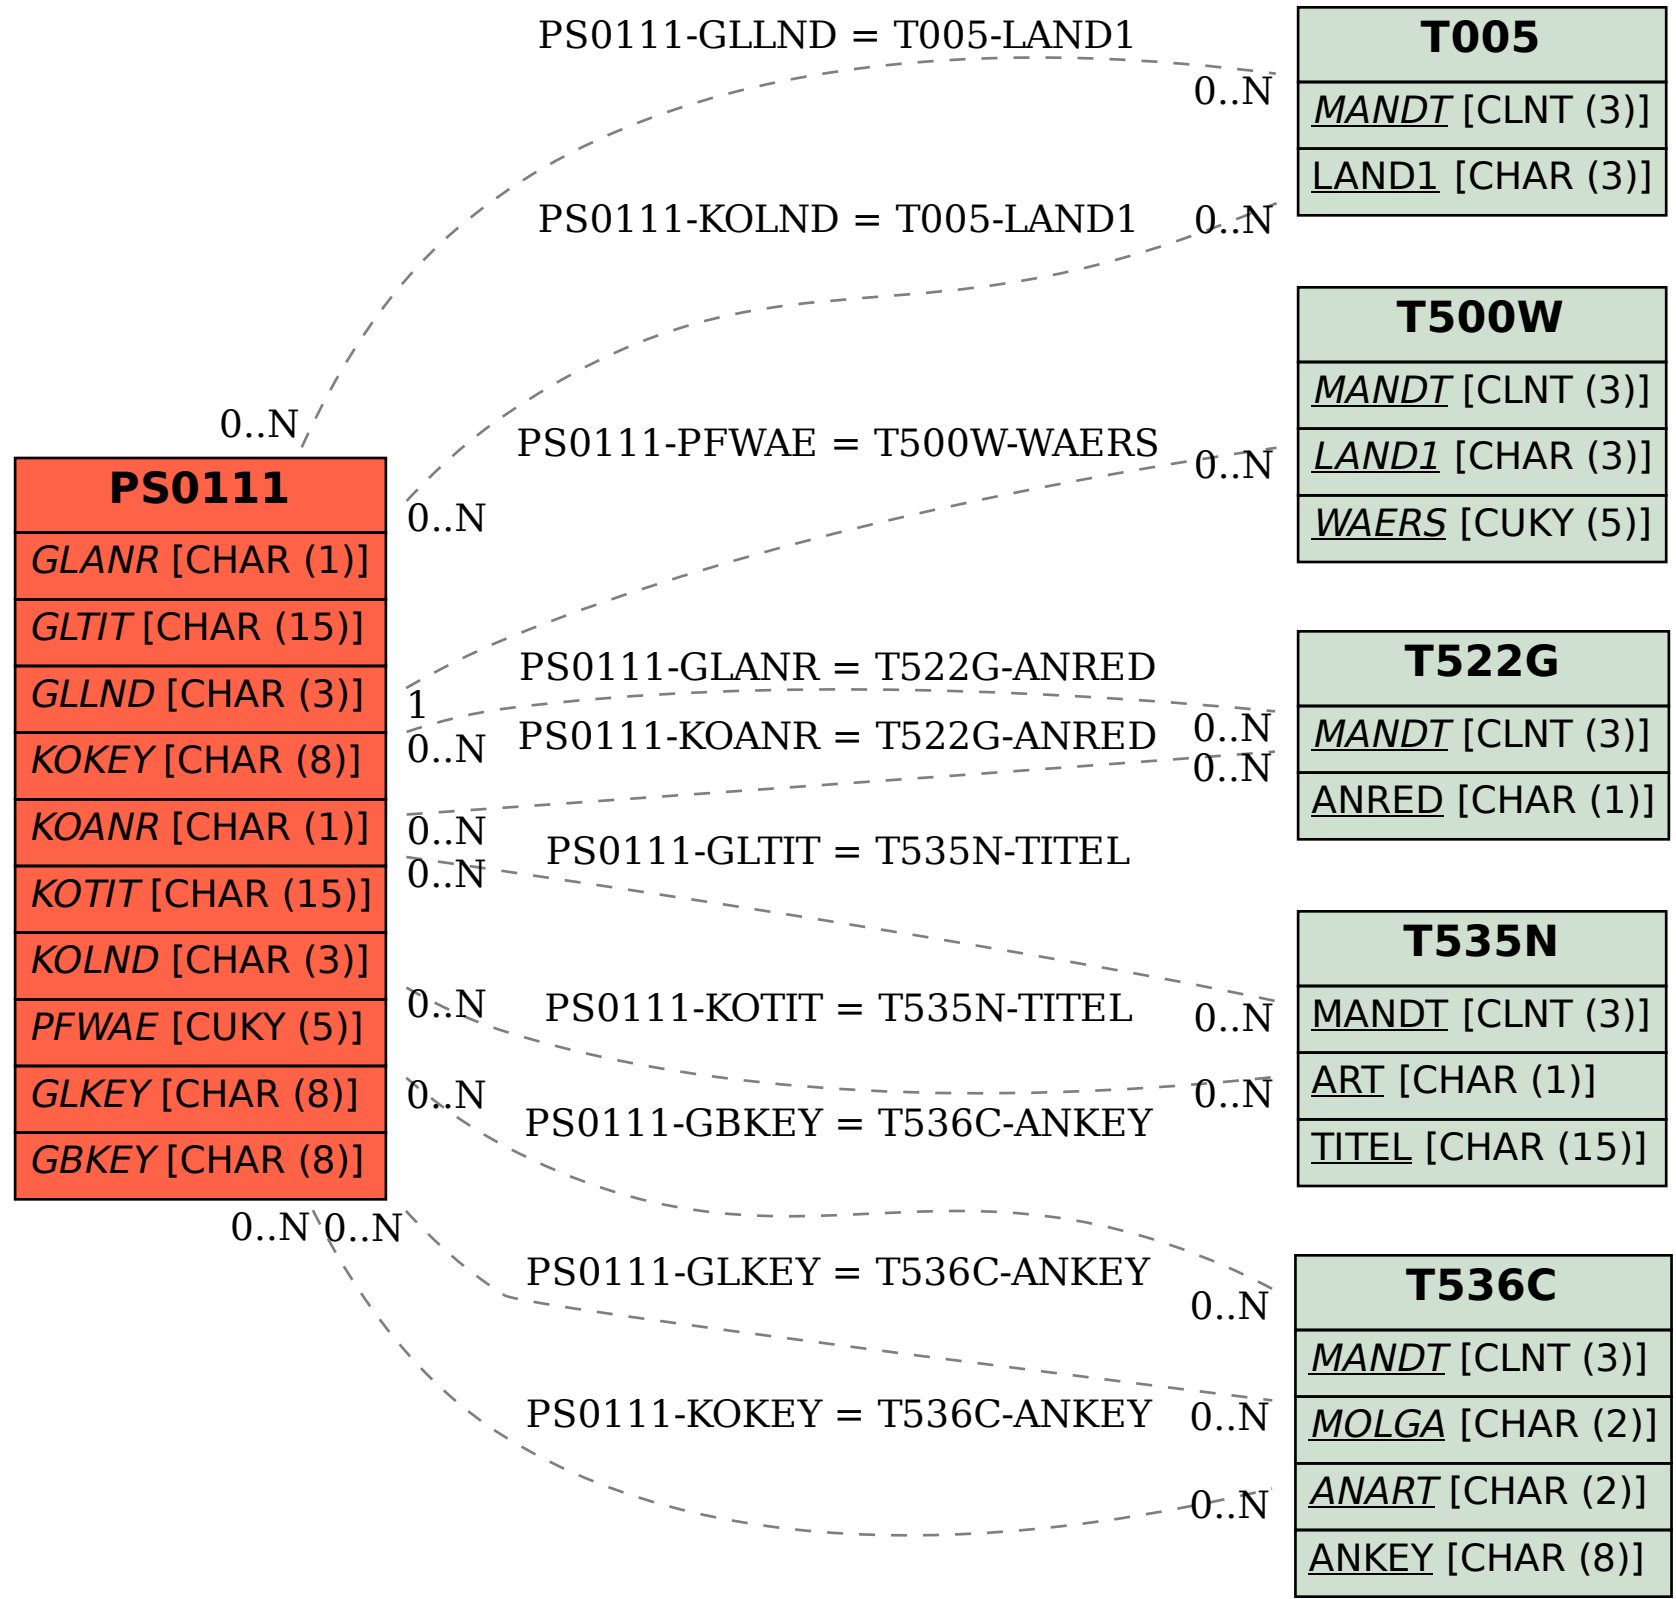 PS0111-GLLND = T005-LAND1
0..N
0..N
PS0111-KOLND = T005-LAND1
0..N
0..N
PS0111-PFWAE = T500W-WAERS
0..N
1
PS0111-GLANR = T522G-ANRED
0..N
0..N
PS0111-KOANR = T522G-ANRED
0..N
0..N
PS0111-GLTIT = T535N-TITEL
0..N
0..N
PS0111-KOTIT = T535N-TITEL
0..N
0..N
PS0111-GBKEY = T536C-ANKEY
0..N
0..N
PS0111-GLKEY = T536C-ANKEY
0..N
0..N
PS0111-KOKEY = T536C-ANKEY
0..N
0..N
PS0111
GLANR [CHAR (1)]
GLTIT [CHAR (15)]
GLLND [CHAR (3)]
KOKEY [CHAR (8)]
KOANR [CHAR (1)]
KOTIT [CHAR (15)]
KOLND [CHAR (3)]
PFWAE [CUKY (5)]
GLKEY [CHAR (8)]
GBKEY [CHAR (8)]
T005
MANDT [CLNT (3)]
LAND1 [CHAR (3)]
T500W
MANDT [CLNT (3)]
LAND1 [CHAR (3)]
WAERS [CUKY (5)]
T522G
MANDT [CLNT (3)]
ANRED [CHAR (1)]
T535N
MANDT [CLNT (3)]
ART [CHAR (1)]
TITEL [CHAR (15)]
T536C
MANDT [CLNT (3)]
MOLGA [CHAR (2)]
ANART [CHAR (2)]
ANKEY [CHAR (8)]